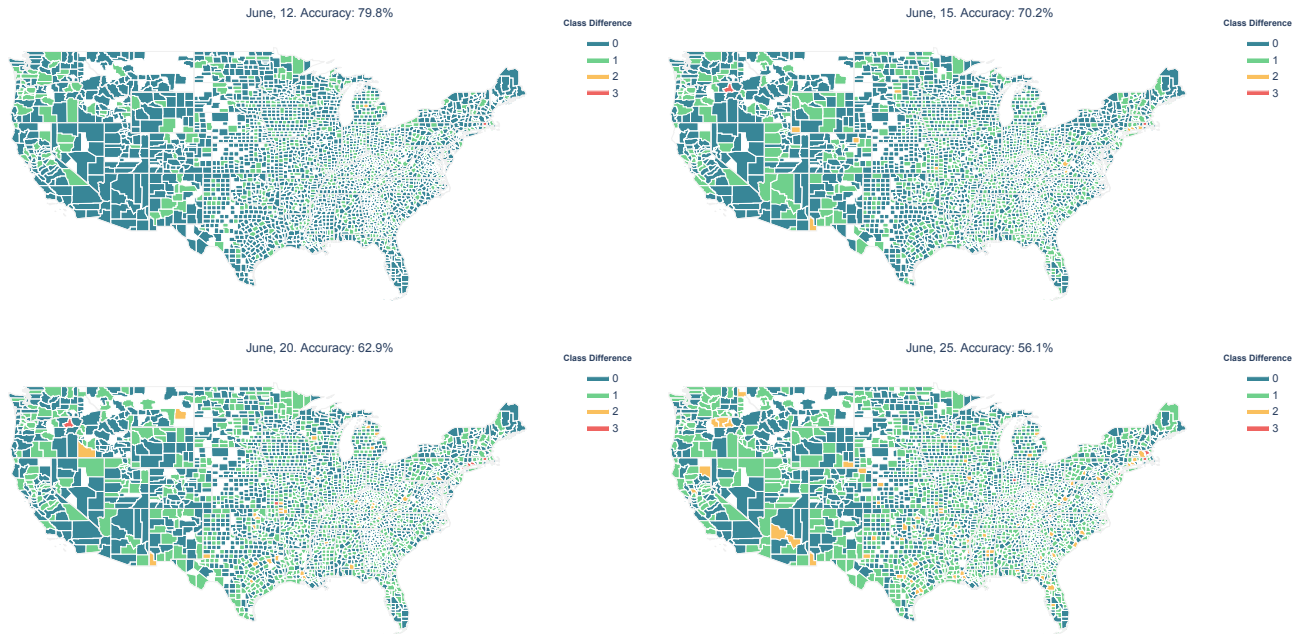 June, 12. Accuracy: 79.8%
Class Difference
0
1
2
3
June, 15. Accuracy: 70.2%
Class Difference
0
1
2
3
June, 20. Accuracy: 62.9%
Class Difference
0
1
2
3
June, 25. Accuracy: 56.1%
Class Difference
0
1
2
3